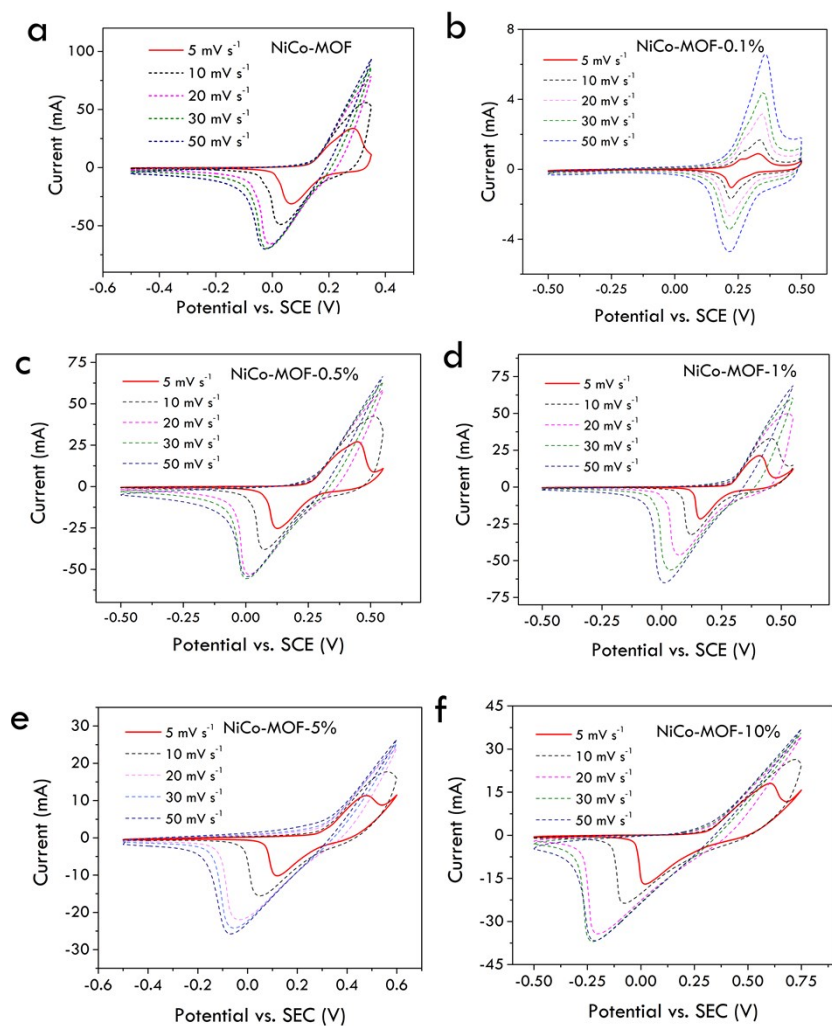 a
NiCo-MOF
5 mV s⁻¹
10 mV s⁻¹
20 mV s⁻¹
30 mV s⁻¹
50 mV s⁻¹
100
50
0
-50
-0.6 -0.4 -0.2 0.0 0.2 0.4
Current (mA)
Potential vs. SCE (V)
b
NiCo-MOF-0.1%
5 mV s⁻¹
10 mV s⁻¹
20 mV s⁻¹
30 mV s⁻¹
50 mV s⁻¹
8
4
0
-4
-0.50 -0.25 0.00 0.25 0.50
Current (mA)
Potential vs. SCE (V)
c
NiCo-MOF-0.5%
5 mV s⁻¹
10 mV s⁻¹
20 mV s⁻¹
30 mV s⁻¹
50 mV s⁻¹
75
50
25
0
-25
-50
-0.50 -0.25 0.00 0.25 0.50
Current (mA)
Potential vs. SCE (V)
d
NiCo-MOF-1%
5 mV s⁻¹
10 mV s⁻¹
20 mV s⁻¹
30 mV s⁻¹
50 mV s⁻¹
75
50
25
0
-25
-50
-75
-0.50 -0.25 0.00 0.25 0.50
Current (mA)
Potential vs. SCE (V)
e
NiCo-MOF-5%
5 mV s⁻¹
10 mV s⁻¹
20 mV s⁻¹
30 mV s⁻¹
50 mV s⁻¹
30
20
10
0
-10
-20
-30
-0.6 -0.4 -0.2 0.0 0.2 0.4 0.6
Current (mA)
Potential vs. SEC (V)
f
NiCo-MOF-10%
5 mV s⁻¹
10 mV s⁻¹
20 mV s⁻¹
30 mV s⁻¹
50 mV s⁻¹
45
30
15
0
-15
-30
-45
-0.50 -0.25 0.00 0.25 0.50 0.75
Current (mA)
Potential vs. SEC (V)